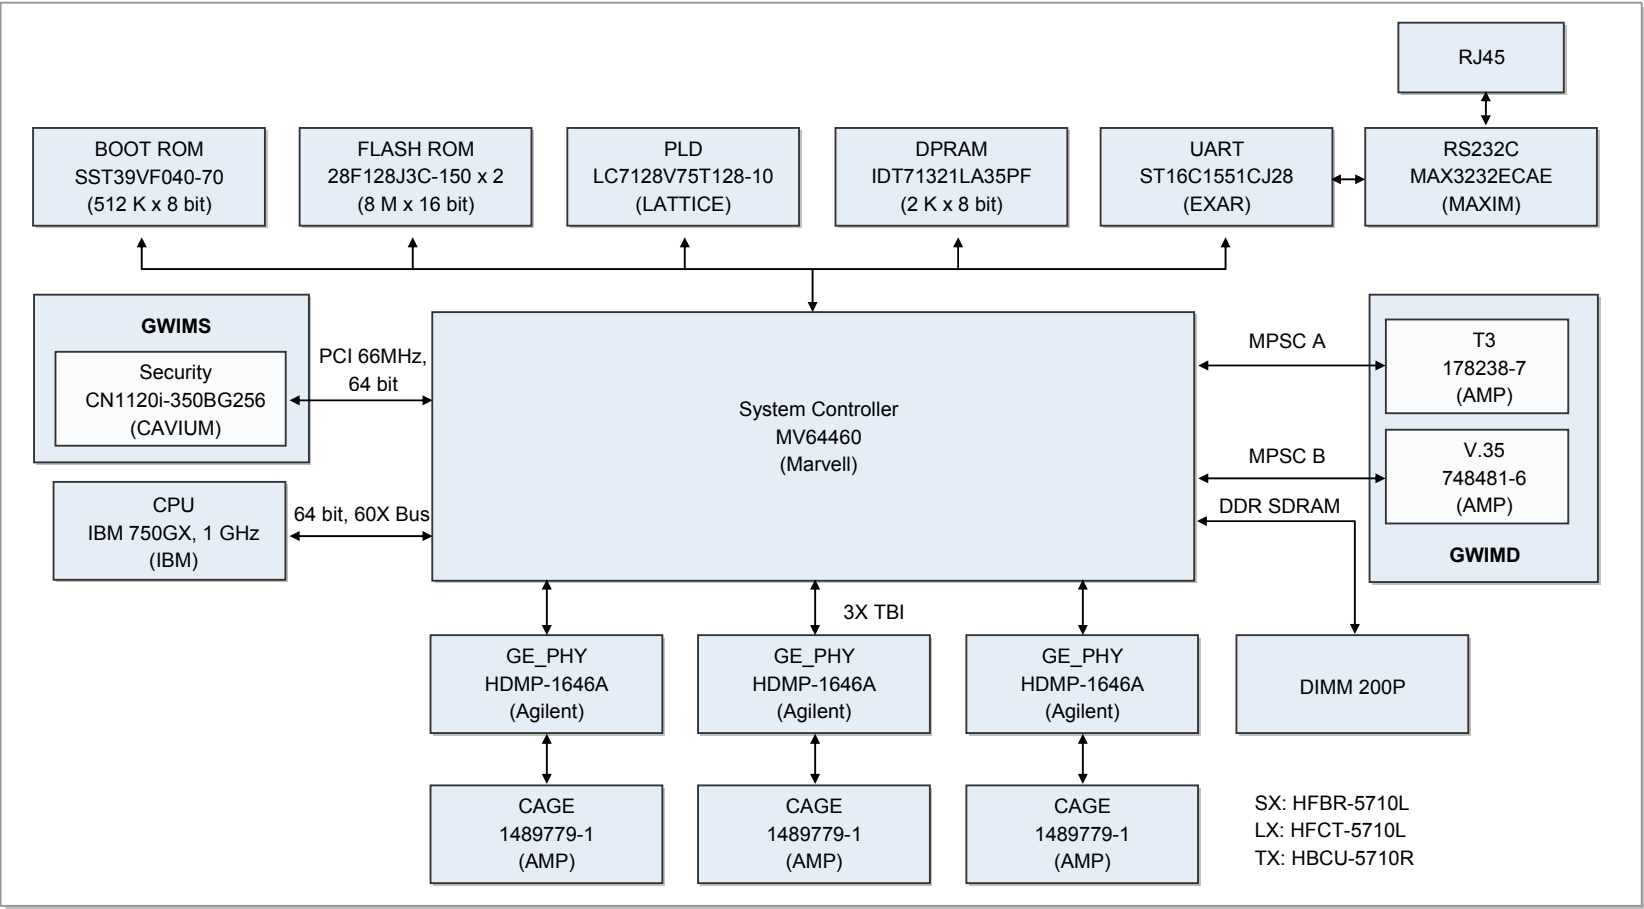 RJ45
BOOT ROM
SST39VF040-70
(512 K x 8 bit)
FLASH ROM
28F128J3C-150 x 2
(8 M x 16 bit)
PLD
LC7128V75T128-10
(LATTICE)
DPRAM
IDT71321LA35PF
(2 K x 8 bit)
UART
ST16C1551CJ28
(EXAR)
RS232C
MAX3232ECAE
(MAXIM)
GWIMS
Security
CN1120i-350BG256
(CAVIUM)
PCI 66MHz,
64 bit
CPU
IBM 750GX, 1 GHz
(IBM)
64 bit, 60X Bus
System Controller
MV64460
(Marvell)
MPSC A
MPSC B
DDR SDRAM
T3
178238-7
(AMP)
V.35
748481-6
(AMP)
GWIMD
3X TBI
GE_PHY
HDMP-1646A
(Agilent)
GE_PHY
HDMP-1646A
(Agilent)
GE_PHY
HDMP-1646A
(Agilent)
DIMM 200P
CAGE
1489779-1
(AMP)
CAGE
1489779-1
(AMP)
CAGE
1489779-1
(AMP)
SX: HFBR-5710L
LX: HFCT-5710L
TX: HBCU-5710R